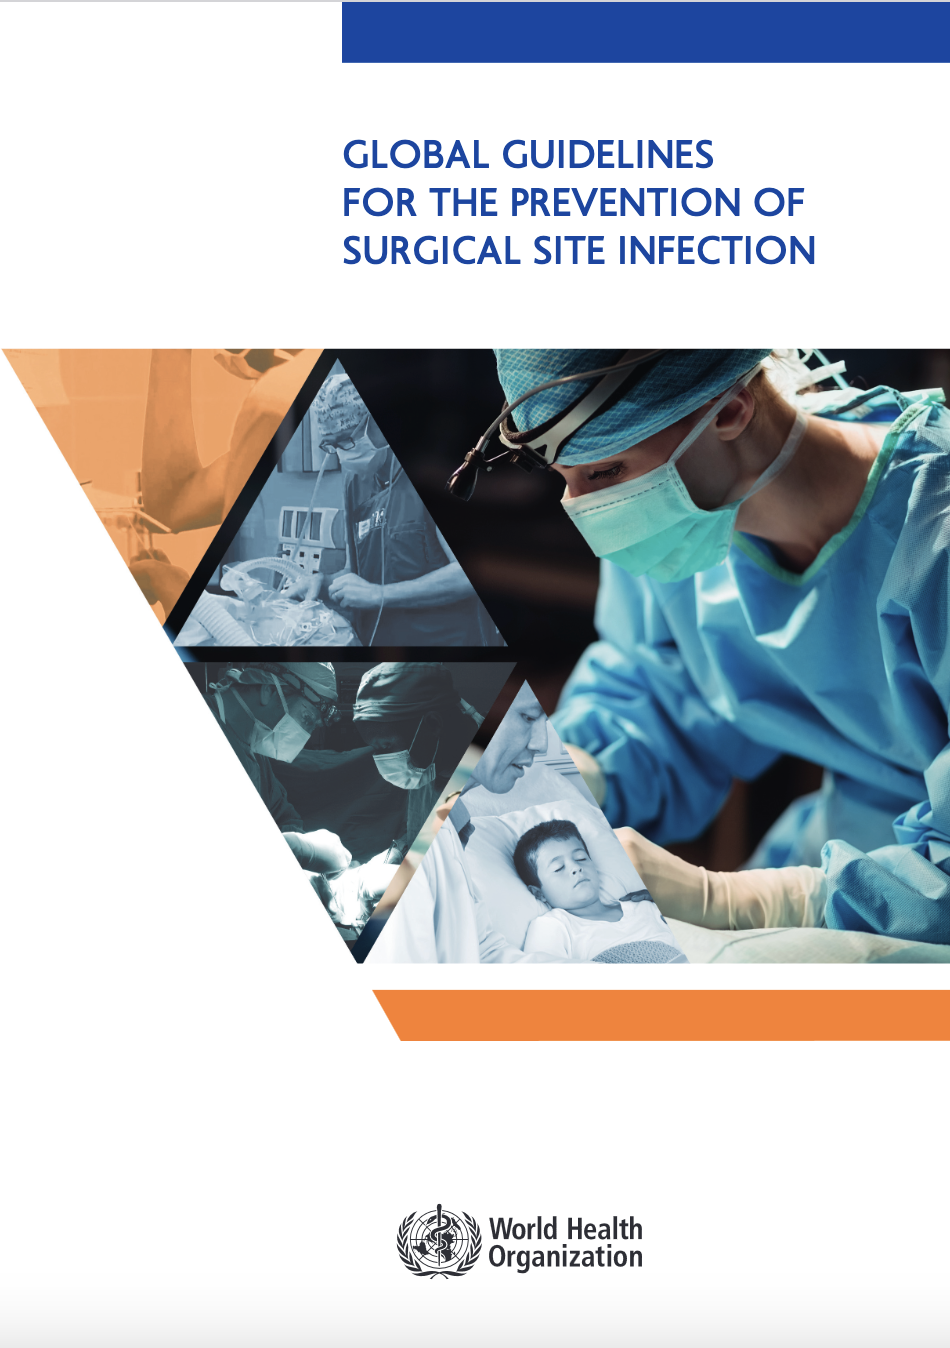 GLOBAL GUIDELINES
FOR THE PREVENTION OF
SURGICAL SITE INFECTION
World Health
Organization